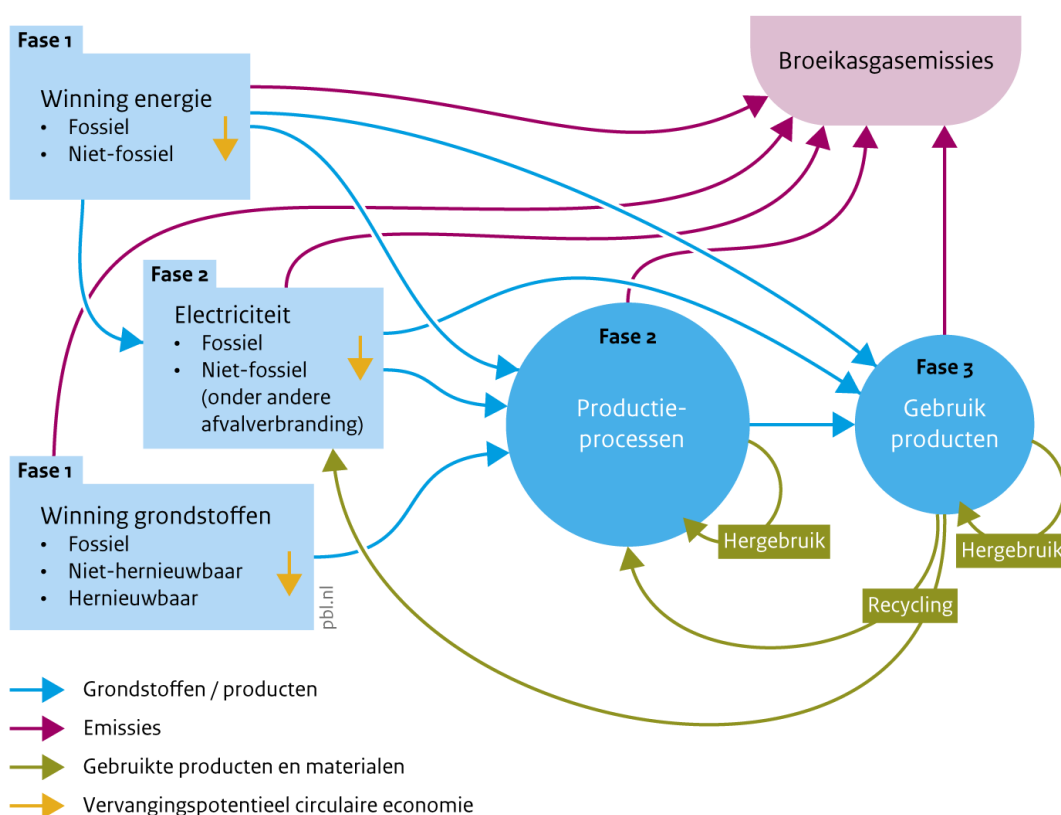 Fase 1
Winning energie
• Fossiel
• Niet-fossiel
Broeikasgasemissies
Fase 2
Electriciteit
• Fossiel
• Niet-fossiel
(onder andere
afvalverbranding)
Fase 2
Productie-
processen
Fase 3
Gebruik
producten
Fase 1
Winning grondstoffen
• Fossiel
• Niet-hernieuwbaar
• Hernieuwbaar
pbl.nl
Hergebruik
Hergebruik
Recycling
Grondstoffen / producten
Emissies
Gebruikte producten en materialen
Vervangingspotentieel circulaire economie